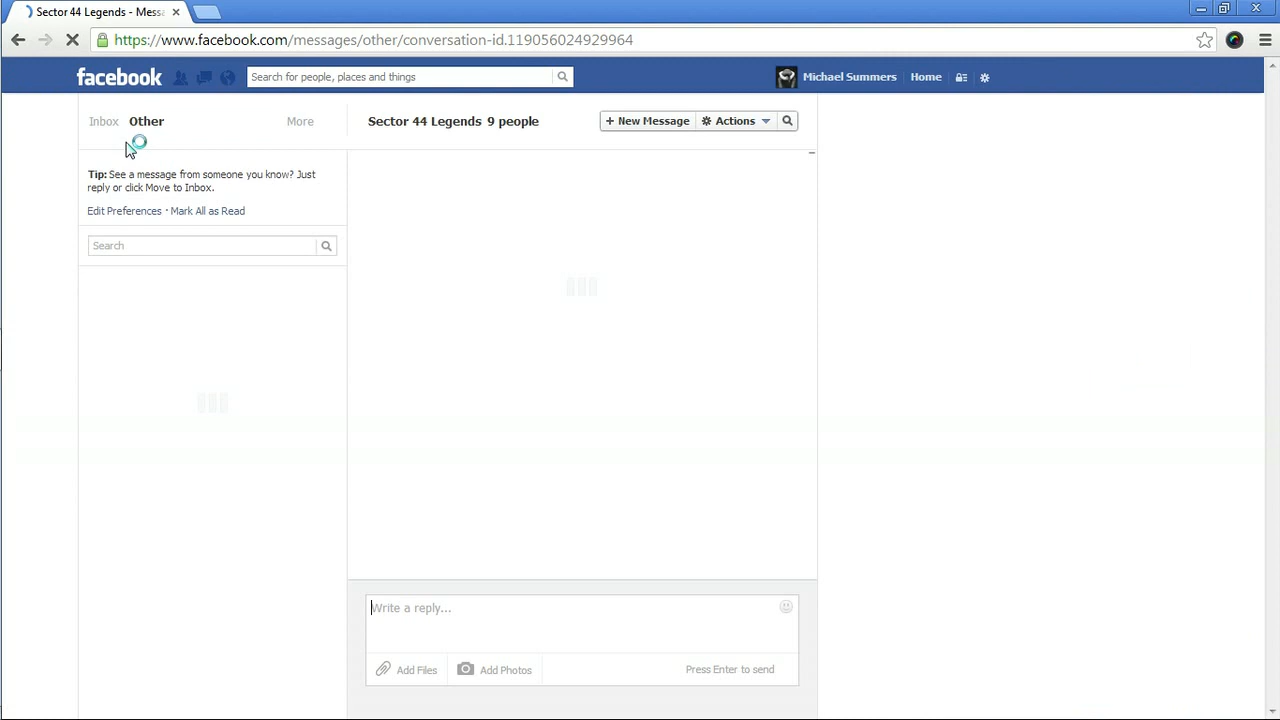 Sector 44 Legends - Messa
https://www.facebook.com/messages/other/conversation-id.119056024929964
facebook
Search for people, places and things
Michael Summers
Home
Inbox
Other
More
Sector 44 Legends 9 people
+ New Message
Actions
Tip: See a message from someone you know? Just
reply or click Move to Inbox.
Edit Preferences · Mark All as Read
Search
Write a reply...
Add Files
Add Photos
Press Enter to send